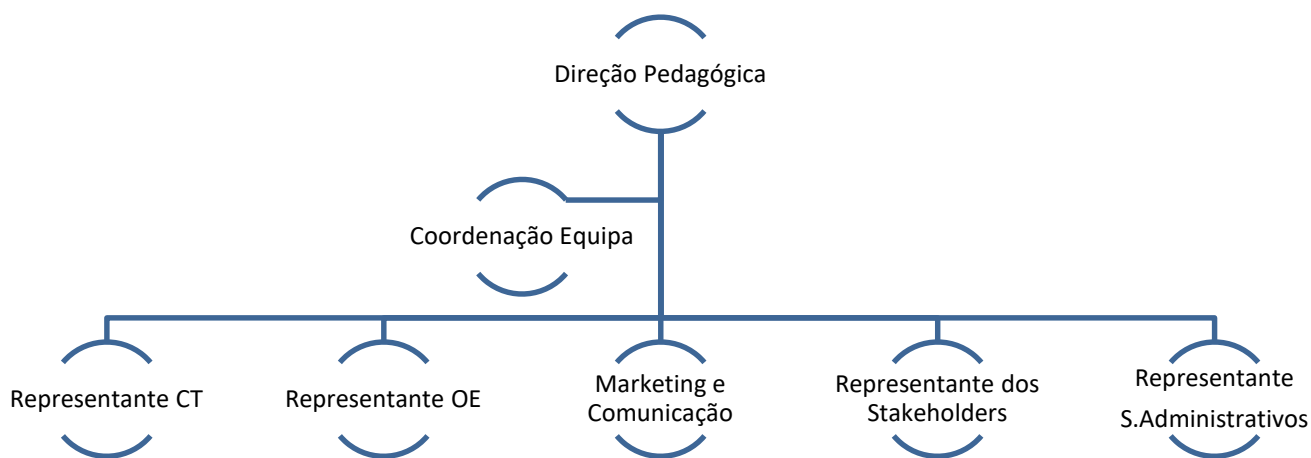 Direção Pedagógica
Coordenação Equipa
Representante CT
Representante OE
Marketing e
Comunicação
Representante dos
Stakeholders
Representante
S.Administrativos